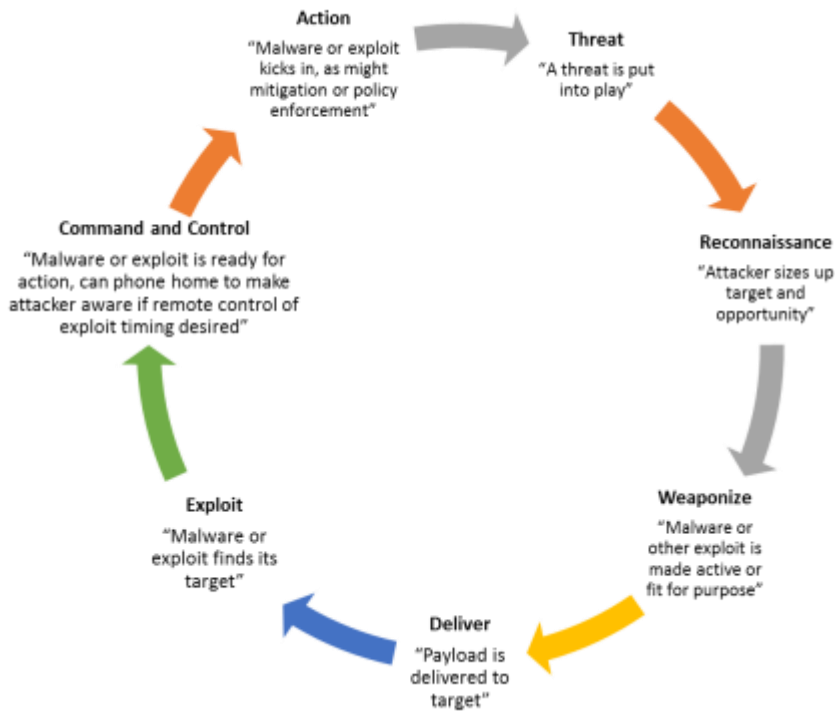 Action
“Malware or exploit
kicks in, as might
mitigation or policy
enforcement”
Threat
“A threat is put
into play”
Reconnaissance
“Attacker sizes up
target and
opportunity”
Weaponize
“Malware or
other exploit is
made active or
fit for purpose”
Deliver
“Payload is
delivered to
target”
Exploit
“Malware or
exploit finds its
target”
Command and Control
“Malware or exploit is ready for
action, can phone home to make
attacker aware if remote control of
exploit timing desired”